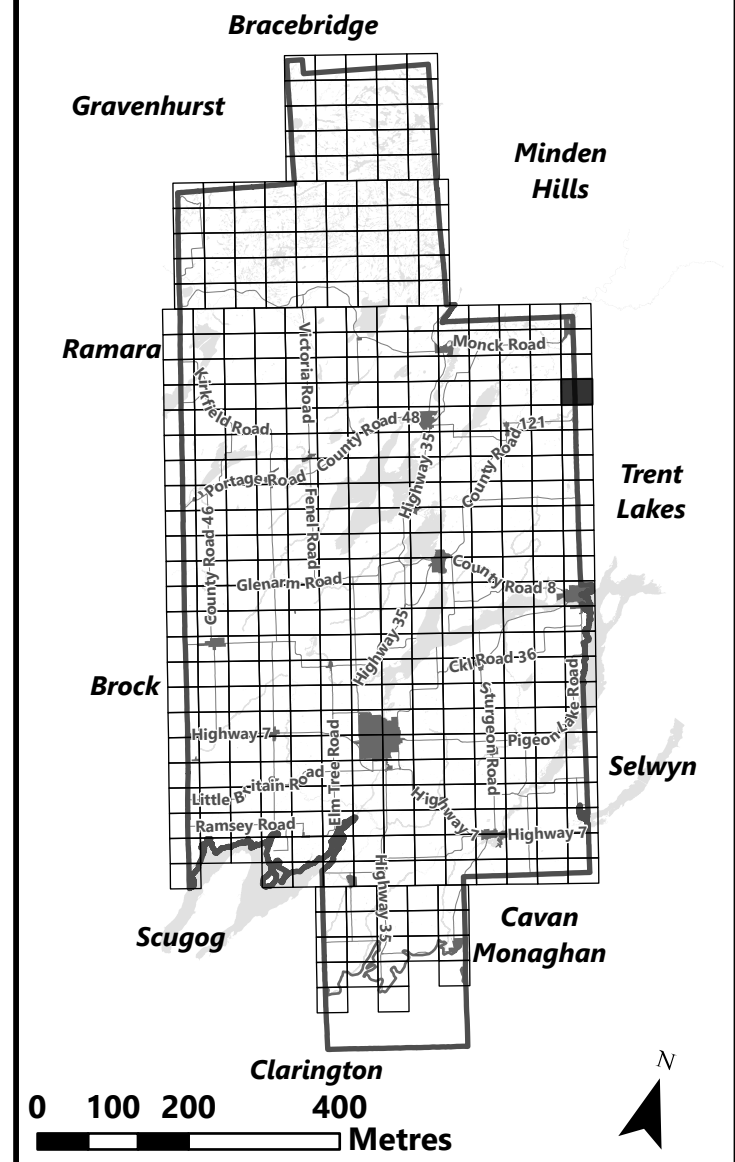 Bracebridge
Gravenhurst
Minden
Hills
Ramara
Monck Road
Victoria Road
Kirkfield Road
County Road 48
County Road 121
Highway 35
Portage Road
Trent
Lakes
Fenel Road
County Road 46
Glenarm Road
County Road 8
Highway 35
Ckl Road 36
Brock
Sturgeon Road
Pigeon Lake Road
Highway 7
Elm Tree Road
Selwyn
Little Britain Road
Ramsey Road
Highway 7
Highway 7
Highway 35
Scugog
Cavan
Monaghan
Clarington
N
0 100 200 400
Metres